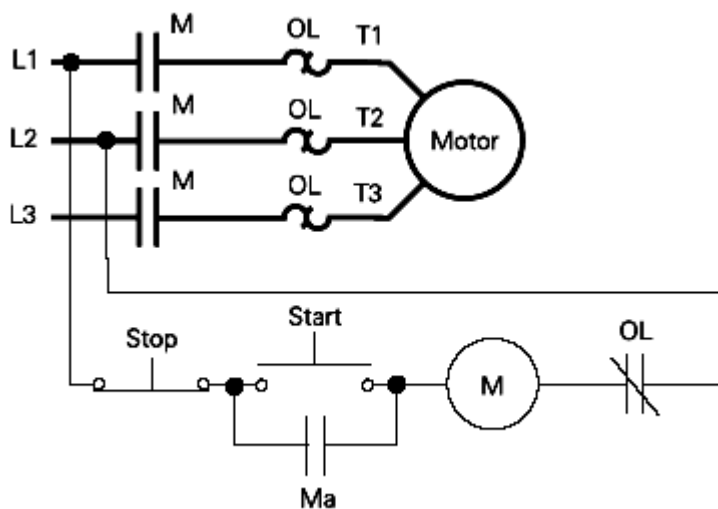 M OL T1
L1
M OL T2
L2 Motor
M OL T3
L3
Start
Stop OL
M
Ma